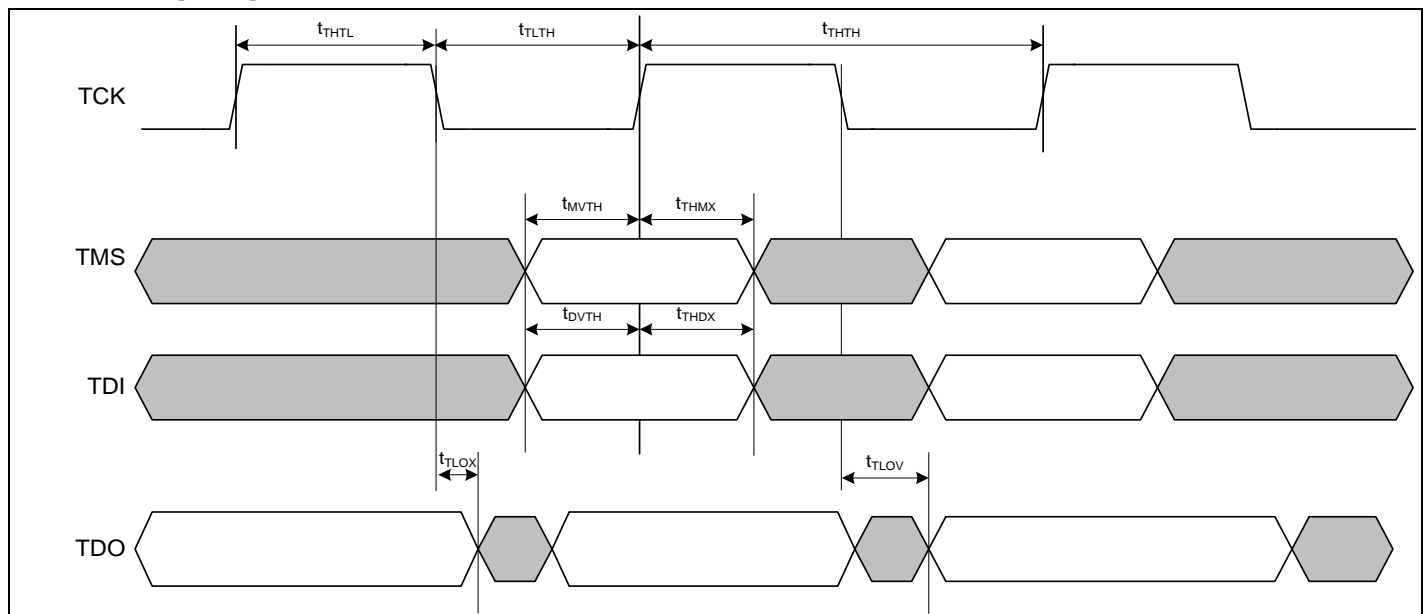 tTHTL tTLTH tTHTH
TCK
tMVTH tTHMX
TMS
tDVTH tTHDX
TDI
tTLOX tTLOV
TDO